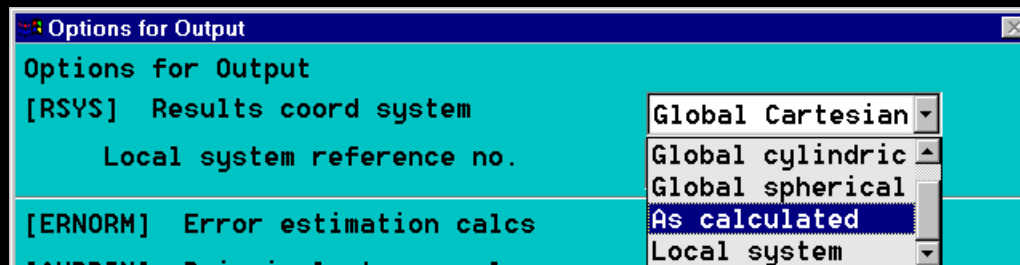 Options for Output
Options for Output
[RSYS] Results coord system
Global Cartesian
Local system reference no.
Global cylindric
Global spherical
As calculated
Local system
[ERNORM] Error estimation calcs